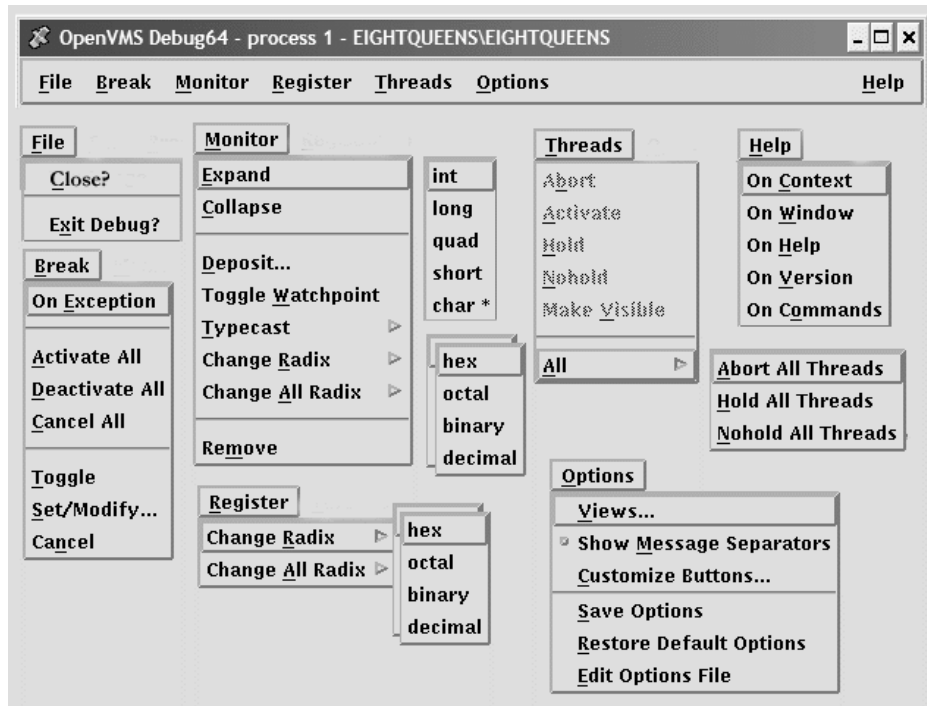 OpenVMS Debug64 - process 1 - EIGHTQUEENS\EIGHTQUEENS
File Break Monitor Register Threads Options Help
File
Close?
Exit Debug?
Break
On Exception
Activate All
Deactivate All
Cancel All
Toggle
Set/Modify...
Cancel
Monitor
Expand
Collapse
Deposit...
Toggle Watchpoint
Typecast
Change Radix
Change All Radix
Remove
int
long
quad
short
char *
hex
octal
binary
decimal
Register
Change Radix
Change All Radix
hex
octal
binary
decimal
Threads
Abort
Activate
Hold
Nohold
Make Visible
All
Abort All Threads
Hold All Threads
Nohold All Threads
Help
On Context
On Window
On Help
On Version
On Commands
Options
Views...
Show Message Separators
Customize Buttons...
Save Options
Restore Default Options
Edit Options File